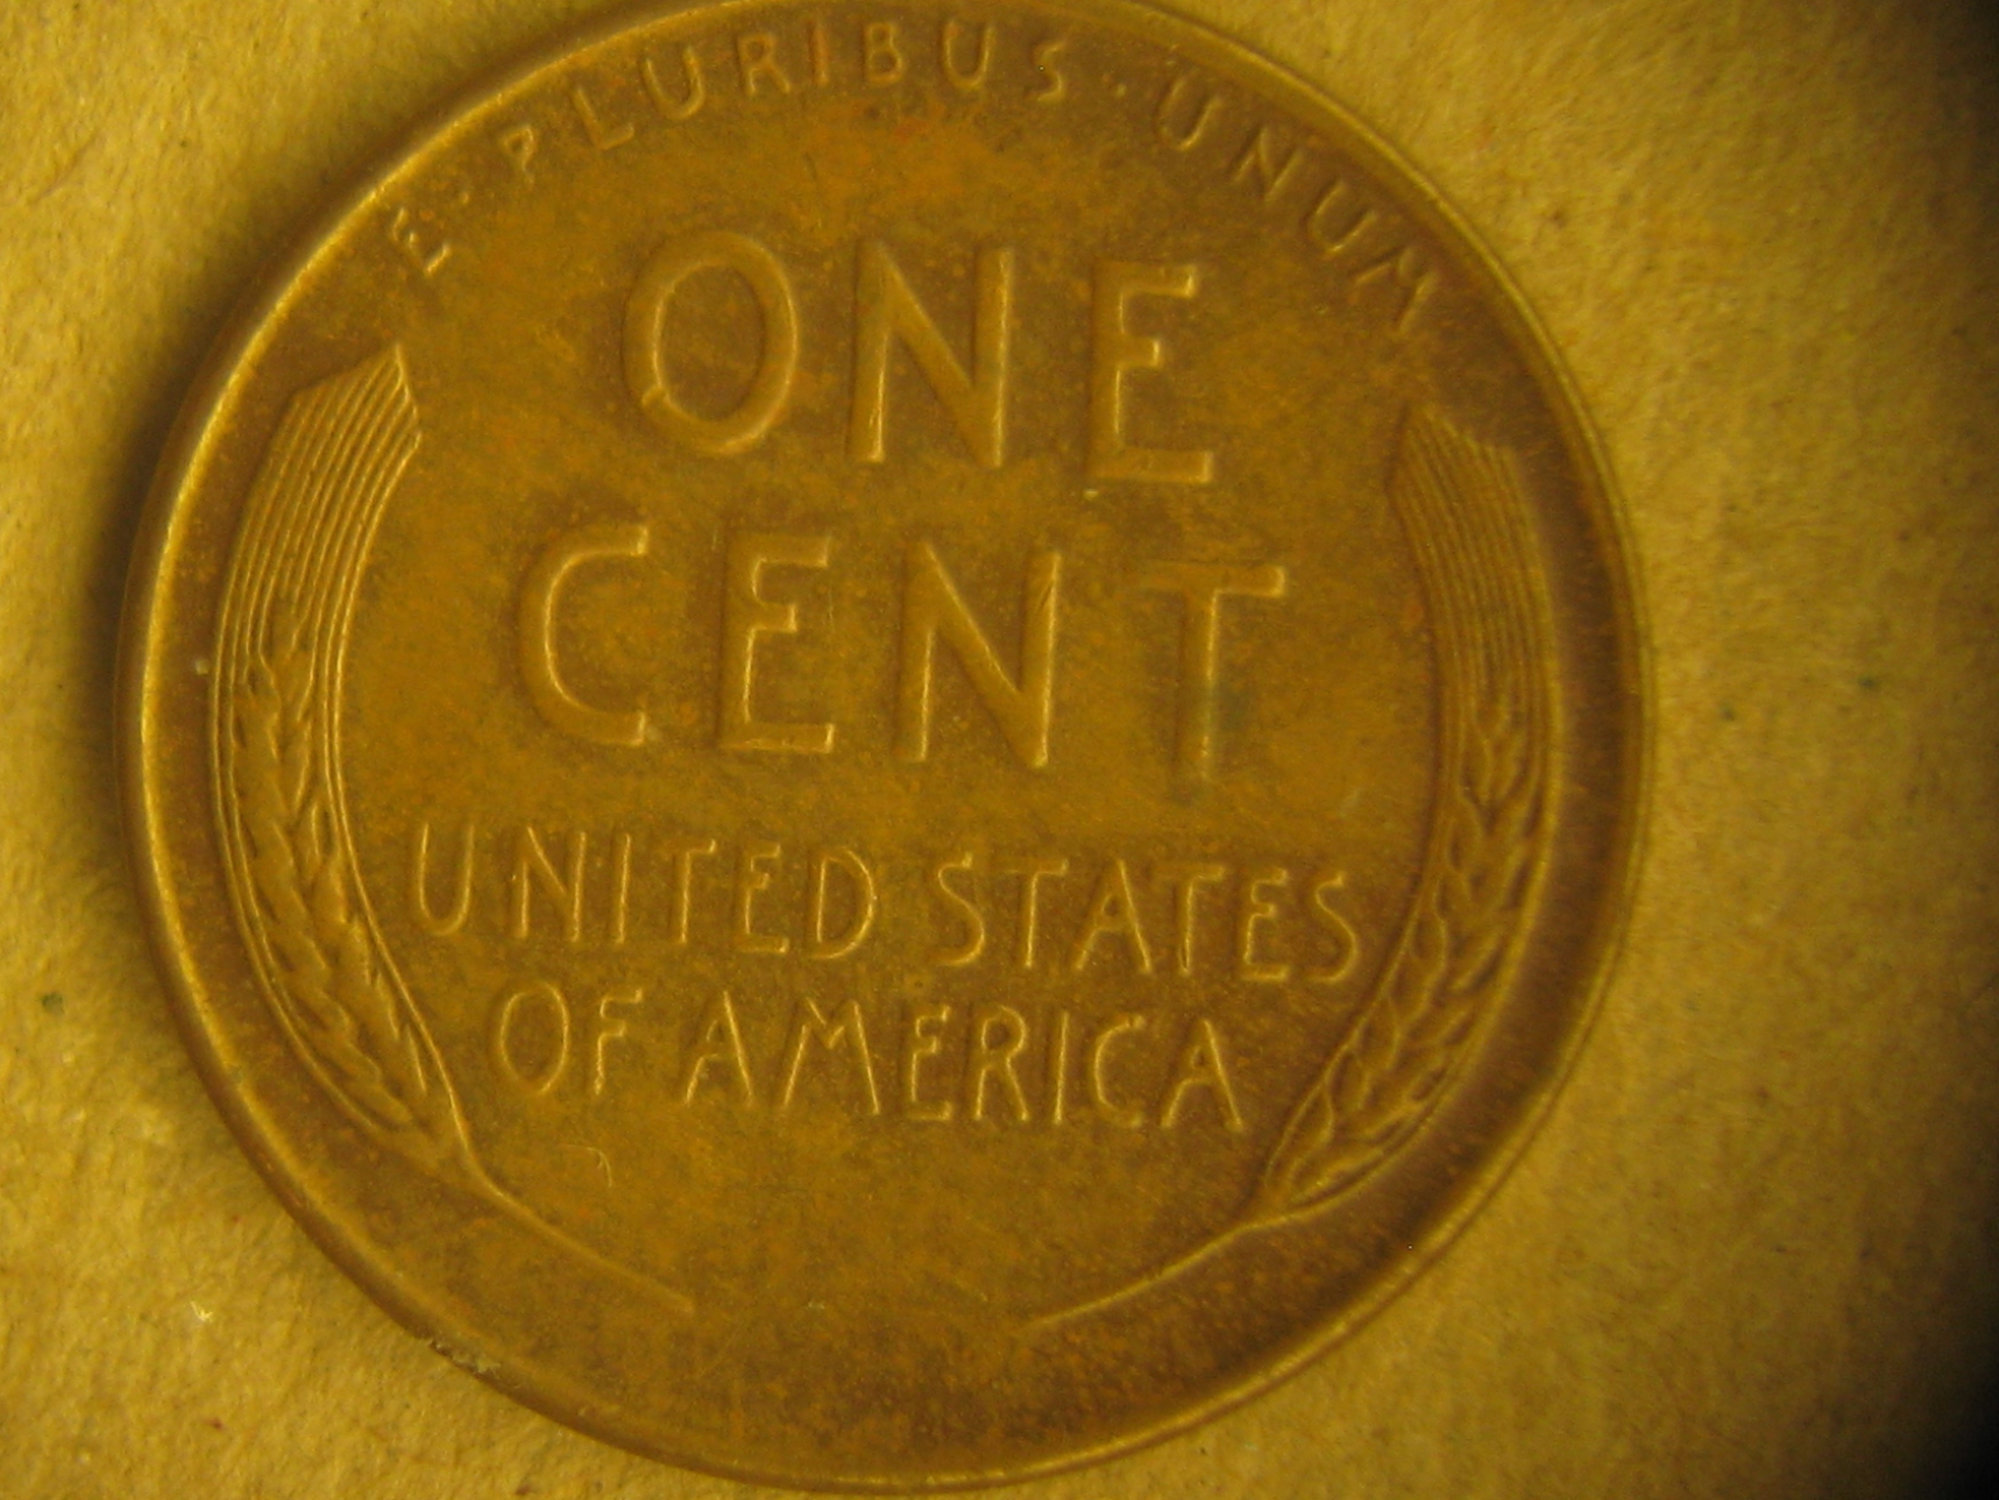 E · PLURIBUS · UNUM
ONE
CENT
UNITED STATES
OF AMERICA